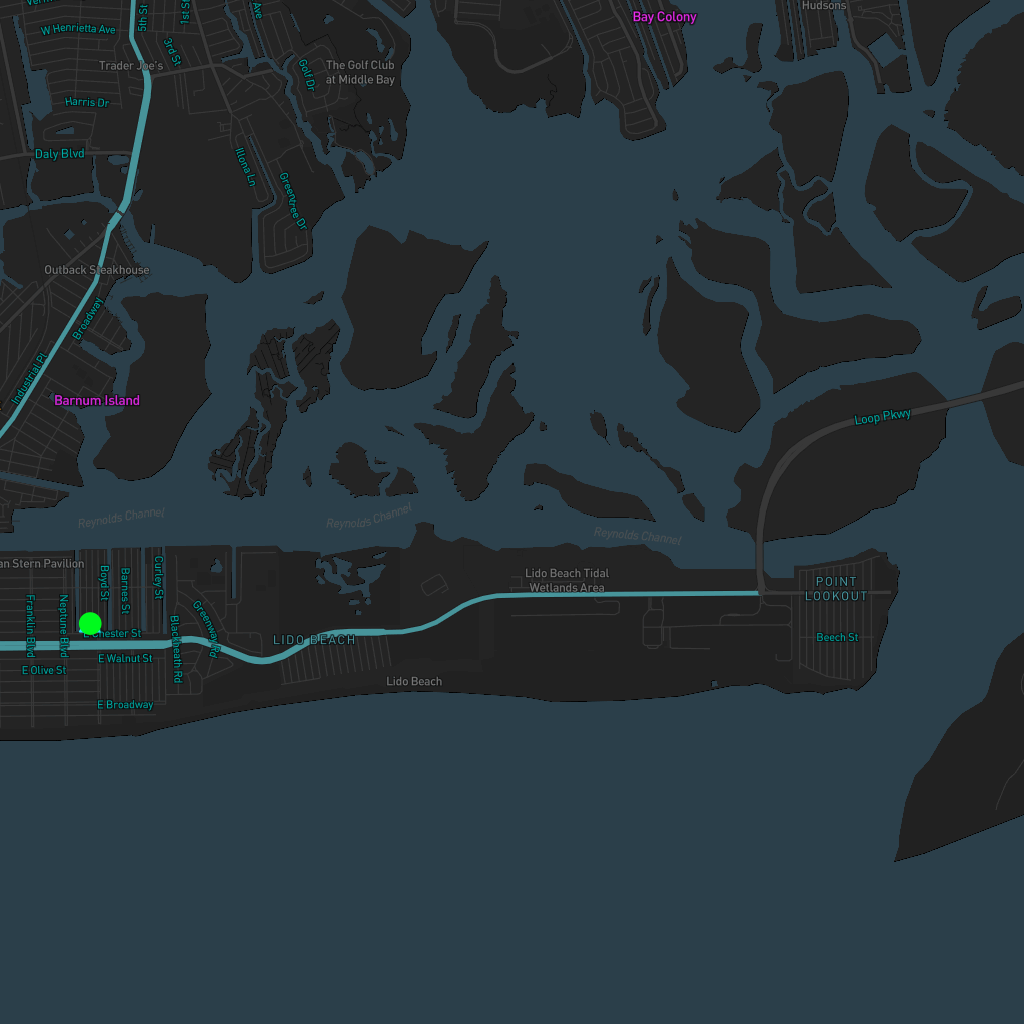 W Henrietta Ave
5th St
1st St
Ave
Hudsons
Bay Colony
3rd St
Trader Joe's
Golf Dr
The Golf Club
at Middle Bay
Harris Dr
Daly Blvd
Illona Ln
Greentree Dr
Outback Steakhouse
Broadway
Industrial Pl
Barnum Island
Loop Pkwy
Reynolds Channel
Reynolds Channel
Reynolds Channel
an Stern Pavilion
Boyd St
Barnes St
Curley St
Franklin Blvd
Neptune Blvd
Blackheath Rd
Greenway Rd
E Chester St
E Walnut St
E Olive St
E Broadway
LIDO BEACH
Lido Beach
Lido Beach Tidal
Wetlands Area
POINT
LOOKOUT
Beech St